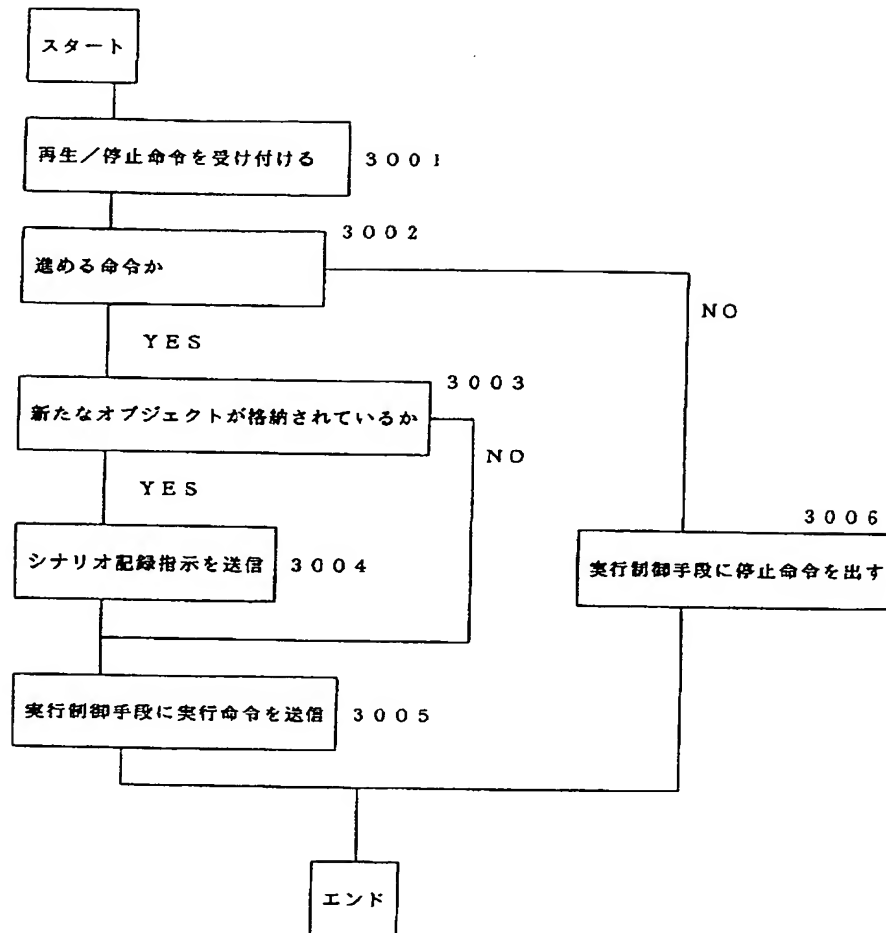 スタート
再生／停止命令を受け付ける
3001
3002
進める命令か
NO
YES
3003
新たなオブジェクトが格納されているか
NO
YES
3006
シナリオ記録指示を送信
3004
実行制御手段に停止命令を出す
実行制御手段に実行命令を送信
3005
エンド